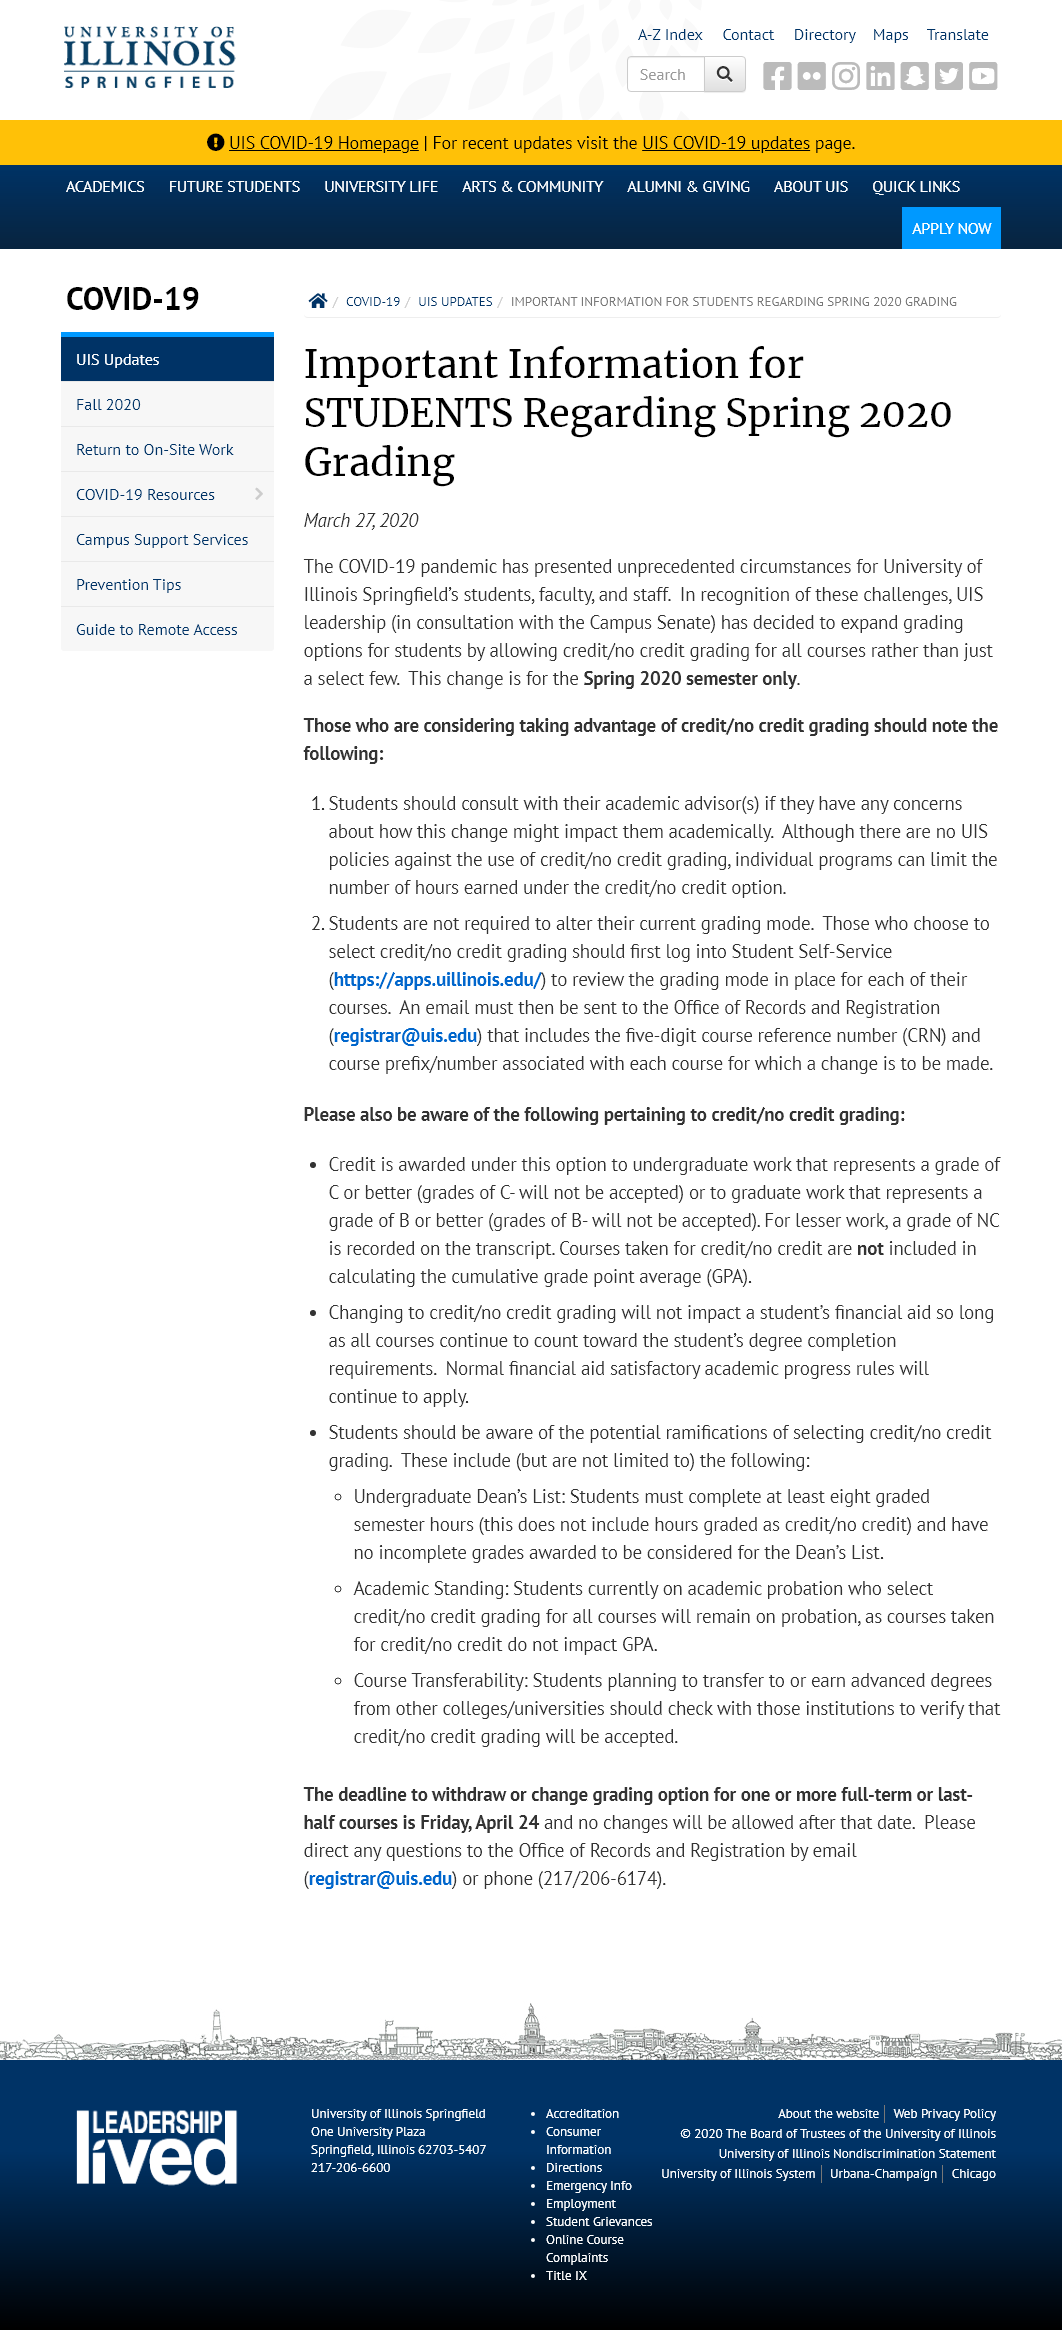 UNIVERSITY OF
ILLINOIS
SPRINGFIELD
A-Z Index Contact Directory Maps Translate
Search
UIS COVID-19 Homepage | For recent updates visit the UIS COVID-19 updates page.
ACADEMICS FUTURE STUDENTS UNIVERSITY LIFE ARTS & COMMUNITY ALUMNI & GIVING ABOUT UIS QUICK LINKS
APPLY NOW
COVID-19
UIS Updates
Fall 2020
Return to On-Site Work
COVID-19 Resources
Campus Support Services
Prevention Tips
Guide to Remote Access
/ COVID-19 / UIS UPDATES / IMPORTANT INFORMATION FOR STUDENTS REGARDING SPRING 2020 GRADING
Important Information for
STUDENTS Regarding Spring 2020
Grading
March 27, 2020
The COVID-19 pandemic has presented unprecedented circumstances for University of
Illinois Springfield’s students, faculty, and staff.  In recognition of these challenges, UIS
leadership (in consultation with the Campus Senate) has decided to expand grading
options for students by allowing credit/no credit grading for all courses rather than just
a select few.  This change is for the Spring 2020 semester only.
Those who are considering taking advantage of credit/no credit grading should note the
following:
1. Students should consult with their academic advisor(s) if they have any concerns
about how this change might impact them academically.  Although there are no UIS
policies against the use of credit/no credit grading, individual programs can limit the
number of hours earned under the credit/no credit option.
2. Students are not required to alter their current grading mode.  Those who choose to
select credit/no credit grading should first log into Student Self-Service
(https://apps.uillinois.edu/) to review the grading mode in place for each of their
courses.  An email must then be sent to the Office of Records and Registration
(registrar@uis.edu) that includes the five-digit course reference number (CRN) and
course prefix/number associated with each course for which a change is to be made.
Please also be aware of the following pertaining to credit/no credit grading:
• Credit is awarded under this option to undergraduate work that represents a grade of
C or better (grades of C- will not be accepted) or to graduate work that represents a
grade of B or better (grades of B- will not be accepted). For lesser work, a grade of NC
is recorded on the transcript. Courses taken for credit/no credit are not included in
calculating the cumulative grade point average (GPA).
• Changing to credit/no credit grading will not impact a student’s financial aid so long
as all courses continue to count toward the student’s degree completion
requirements.  Normal financial aid satisfactory academic progress rules will
continue to apply.
• Students should be aware of the potential ramifications of selecting credit/no credit
grading.  These include (but are not limited to) the following:
◦ Undergraduate Dean’s List: Students must complete at least eight graded
semester hours (this does not include hours graded as credit/no credit) and have
no incomplete grades awarded to be considered for the Dean’s List.
◦ Academic Standing: Students currently on academic probation who select
credit/no credit grading for all courses will remain on probation, as courses taken
for credit/no credit do not impact GPA.
◦ Course Transferability: Students planning to transfer to or earn advanced degrees
from other colleges/universities should check with those institutions to verify that
credit/no credit grading will be accepted.
The deadline to withdraw or change grading option for one or more full-term or last-
half courses is Friday, April 24 and no changes will be allowed after that date.  Please
direct any questions to the Office of Records and Registration by email
(registrar@uis.edu) or phone (217/206-6174).
LEADERSHIP
lived
University of Illinois Springfield
One University Plaza
Springfield, Illinois 62703-5407
217-206-6600
• Accreditation
• Consumer
Information
• Directions
• Emergency Info
• Employment
• Student Grievances
• Online Course
Complaints
• Title IX
About the website | Web Privacy Policy
© 2020 The Board of Trustees of the University of Illinois
University of Illinois Nondiscrimination Statement
University of Illinois System | Urbana-Champaign | Chicago